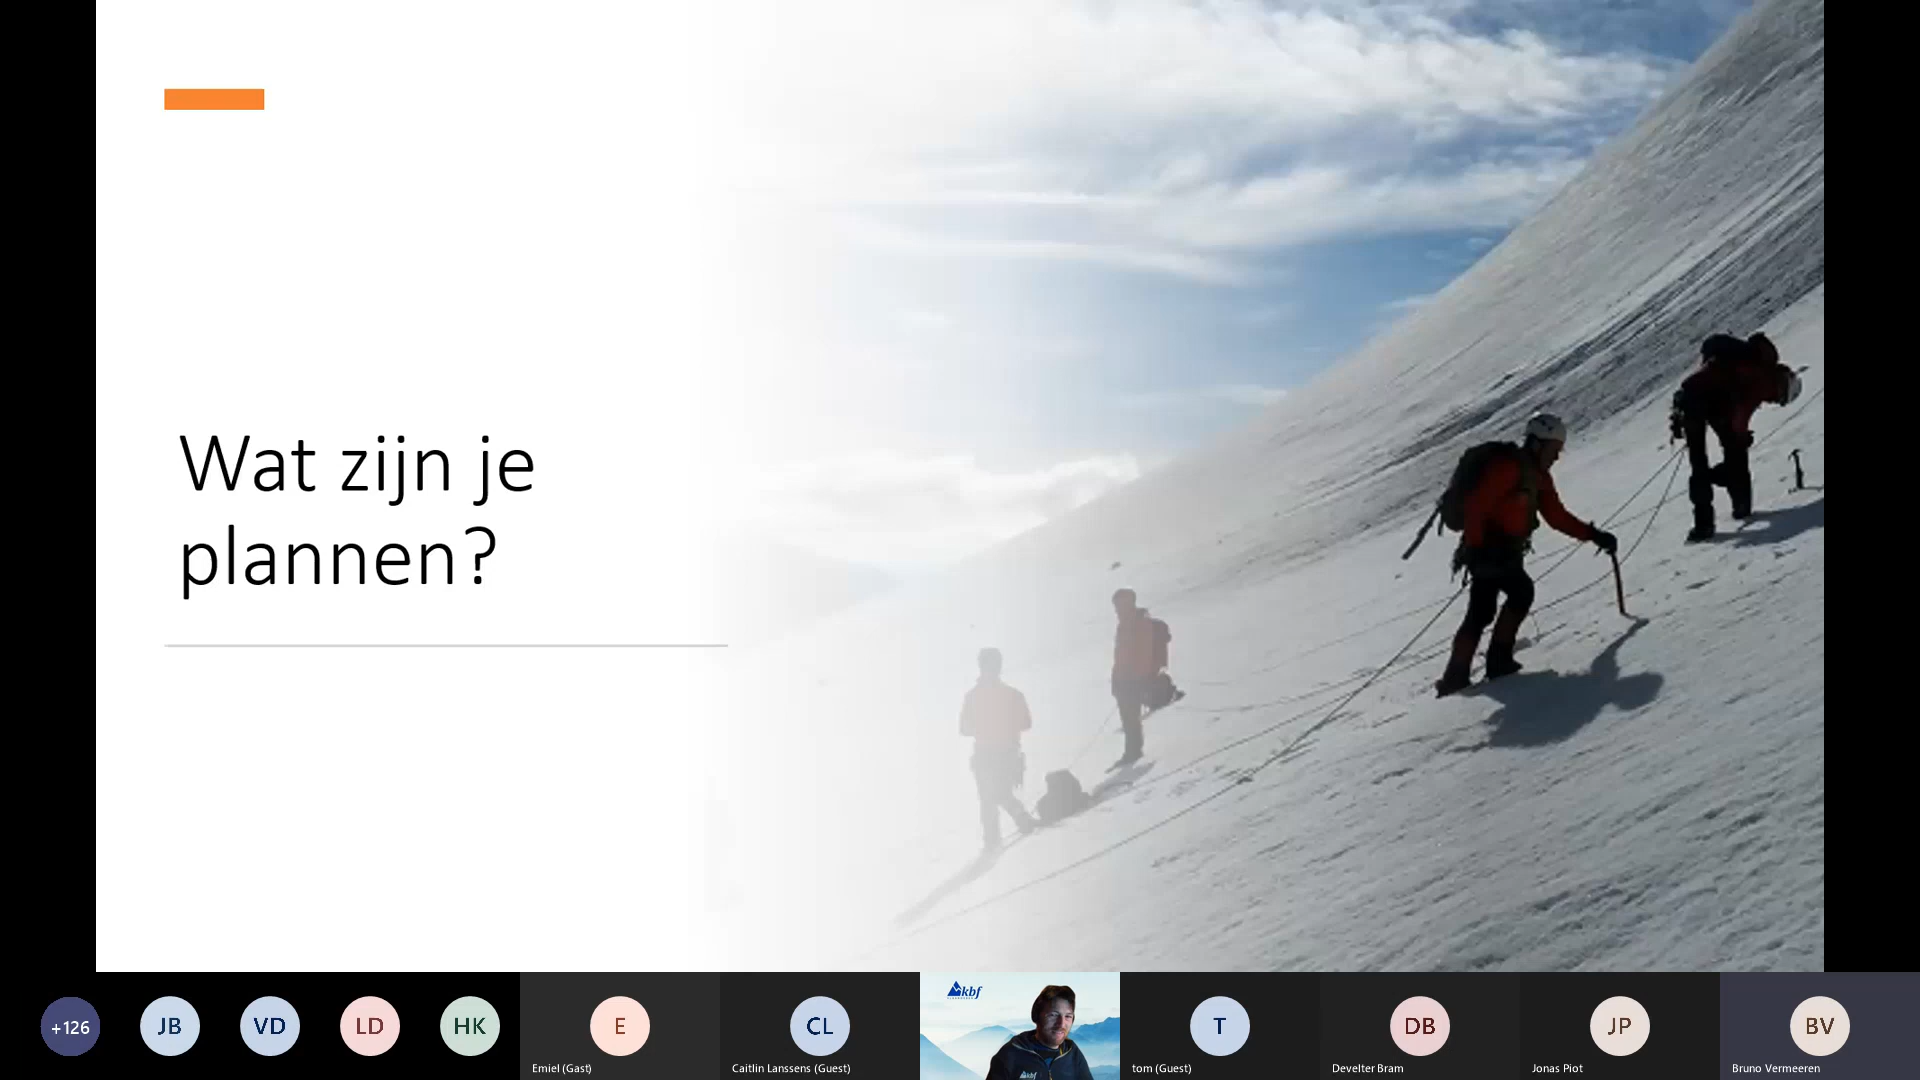 Wat zijn je
plannen?
+126
JB
VD
LD
HK
E
Emiel (Gast)
CL
Caitlin Lanssens (Guest)
kbf
kbf
T
tom (Guest)
DB
Develter Bram
JP
Jonas Piot
BV
Bruno Vermeeren